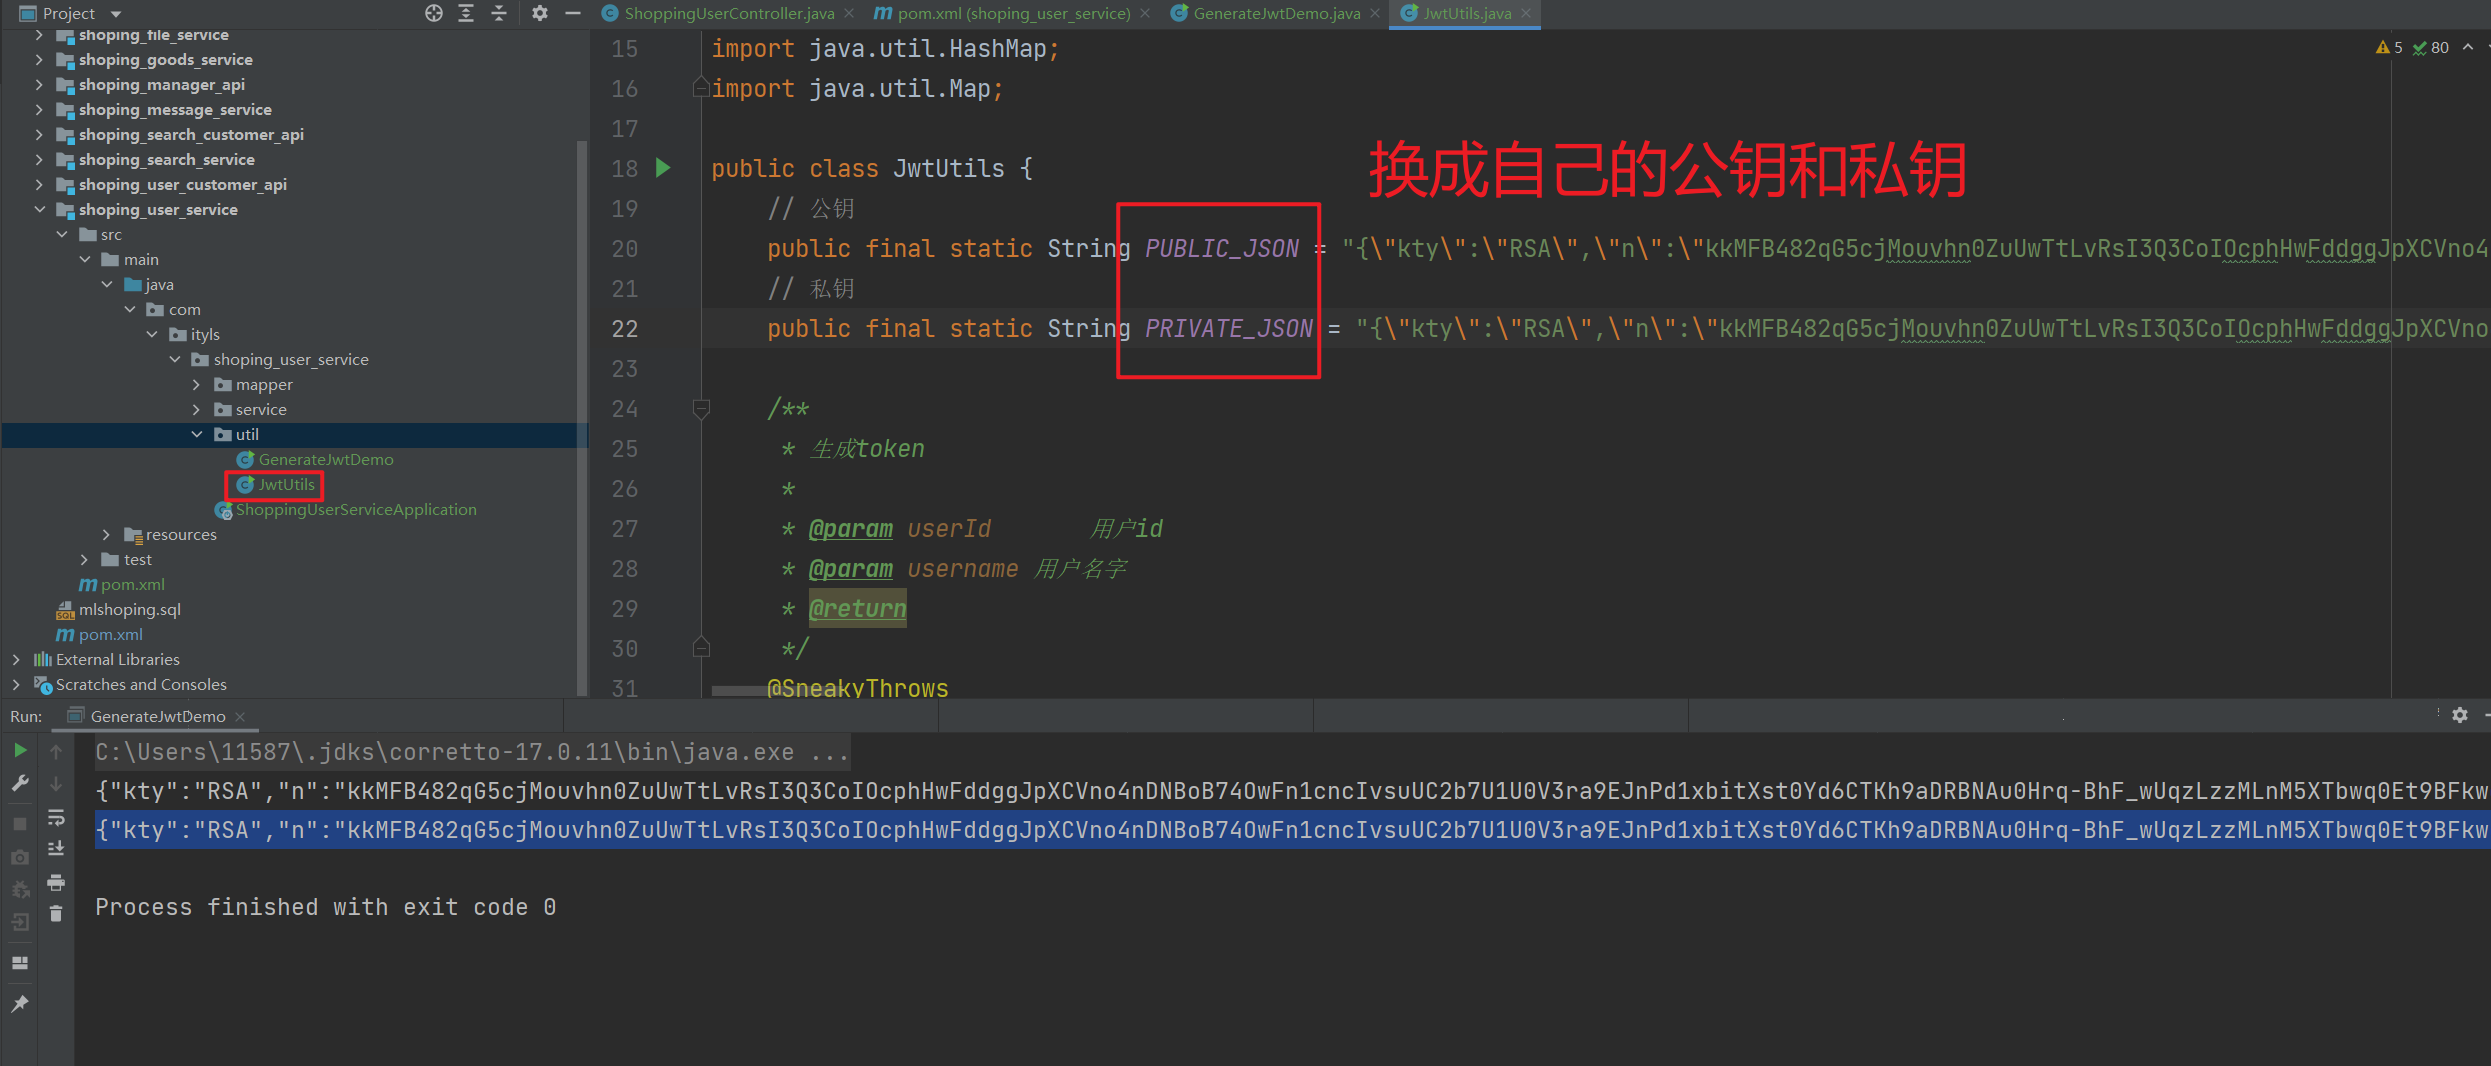 Project
ShoppingUserController.java
pom.xml (shoping_user_service)
GenerateJwtDemo.java
JwtUtils.java
shoping_file_service
shoping_goods_service
shoping_manager_api
shoping_message_service
shoping_search_customer_api
shoping_search_service
shoping_user_customer_api
shoping_user_service
src
main
java
com
ityls
shoping_user_service
mapper
service
util
GenerateJwtDemo
JwtUtils
ShoppingUserServiceApplication
resources
test
pom.xml
mlshoping.sql
pom.xml
External Libraries
Scratches and Consoles
5 80
15 import java.util.HashMap;
16 import java.util.Map;
17
换成自己的公钥和私钥
18 public class JwtUtils {
19 // 公钥
20 public final static String PUBLIC_JSON = "{\"kty\":\"RSA\",\"n\":\"kkMFB482qG5cjMouvhn0ZuUwTtLvRsI3Q3CoIOcphHwFddggJpXCVno4
21 // 私钥
22 public final static String PRIVATE_JSON = "{\"kty\":\"RSA\",\"n\":\"kkMFB482qG5cjMouvhn0ZuUwTtLvRsI3Q3CoIOcphHwFddggJpXCVno
23
24 /**
25 * 生成token
26 *
27 * @param userId 用户id
28 * @param username 用户名字
29 * @return
30 */
31 @SneakyThrows
Run: GenerateJwtDemo
C:\Users\11587\.jdks\corretto-17.0.11\bin\java.exe ...
{"kty":"RSA","n":"kkMFB482qG5cjMouvhn0ZuUwTtLvRsI3Q3CoIOcphHwFddggJpXCVno4nDNBoB74OwFn1cncIvsuUC2b7U1U0V3ra9EJnPd1xbitXst0Yd6CTKh9aDRBNAu0Hrq-BhF_wUqzLzzMLnM5XTbwq0Et9BFkw
{"kty":"RSA","n":"kkMFB482qG5cjMouvhn0ZuUwTtLvRsI3Q3CoIOcphHwFddggJpXCVno4nDNBoB74OwFn1cncIvsuUC2b7U1U0V3ra9EJnPd1xbitXst0Yd6CTKh9aDRBNAu0Hrq-BhF_wUqzLzzMLnM5XTbwq0Et9BFkw
Process finished with exit code 0